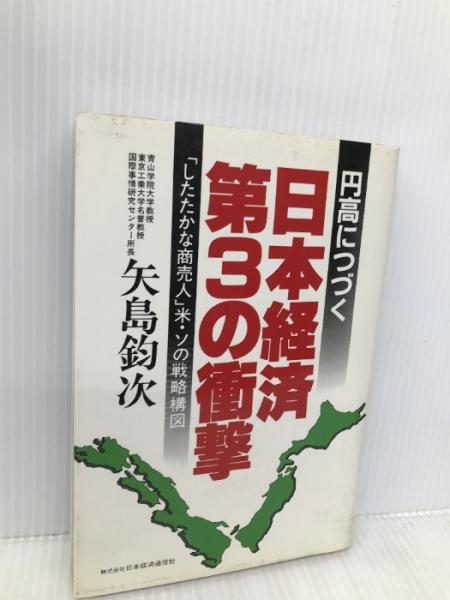 円高につづく
日本経済
第3の衝撃
「したたかな商売人」米・ソの戦略構図
青山学院大学教授
東京工業大学名誉教授
国際事情研究センター所長
矢島鈞次
株式会社日本経済通信社